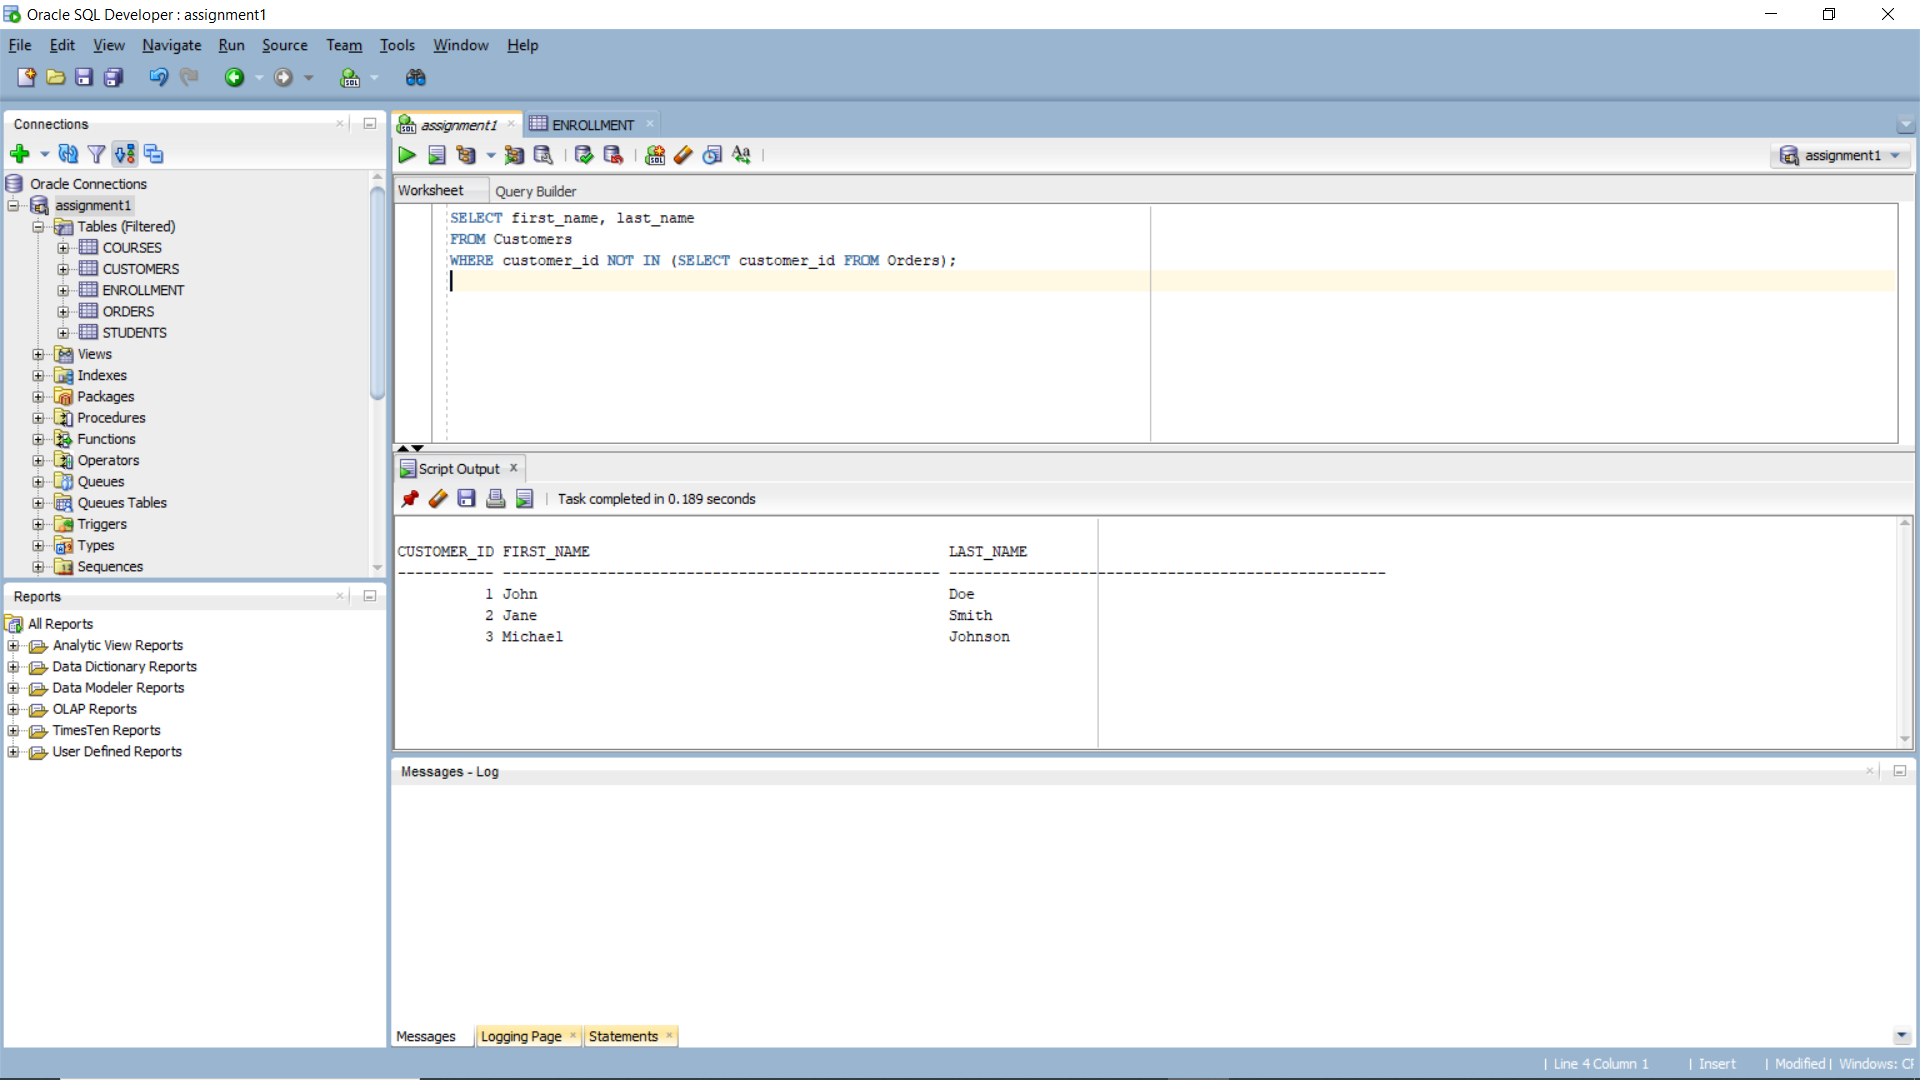 Oracle SQL Developer : assignment1
File Edit View Navigate Run Source Team Tools Window Help
Connections
Oracle Connections
assignment1
Tables (Filtered)
COURSES
CUSTOMERS
ENROLLMENT
ORDERS
STUDENTS
Views
Indexes
Packages
Procedures
Functions
Operators
Queues
Queues Tables
Triggers
Types
Sequences
Reports
All Reports
Analytic View Reports
Data Dictionary Reports
Data Modeler Reports
OLAP Reports
TimesTen Reports
User Defined Reports
assignment1 ENROLLMENT
assignment1
Worksheet Query Builder
SELECT first_name, last_name
FROM Customers
WHERE customer_id NOT IN (SELECT customer_id FROM Orders);
Script Output
Task completed in 0.189 seconds
CUSTOMER_ID FIRST_NAME LAST_NAME
----------- -------------------------------------------------- --------------------------------------------------
1 John Doe
2 Jane Smith
3 Michael Johnson
Messages - Log
Messages Logging Page Statements
| Line 4 Column 1 | Insert | Modified | Windows: